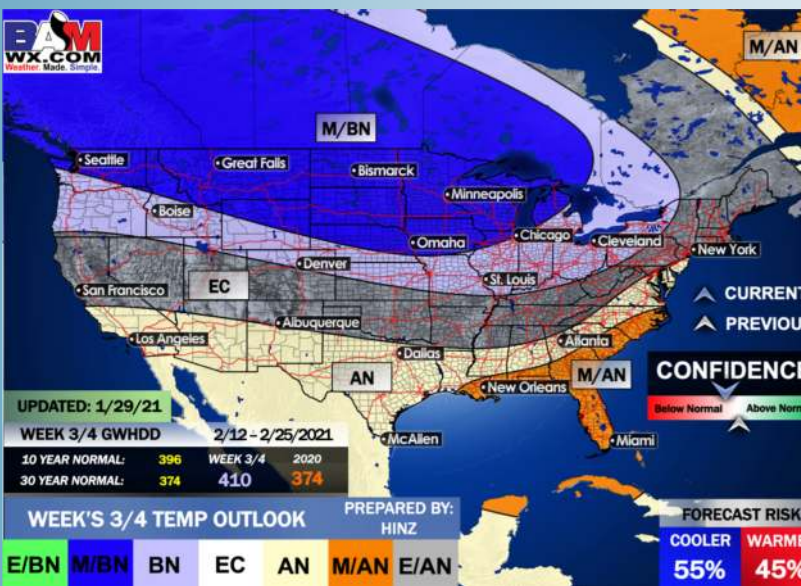 BAM
WX.COM
Weather. Made. Simple.
M/AN
M/BN
Seattle
Great Falls
Bismarck
Minneapolis
Boise
Omaha
Chicago
Cleveland
New York
Denver
St. Louis
EC
San Francisco
CURRENT
Albuquerque
PREVIOU
Los Angeles
Atlanta
Dallas
CONFIDENCE
AN
M/AN
New Orleans
Below Normal Above Norm
UPDATED: 1/29/21
WEEK 3/4 GWHDD 2/12 - 2/25/2021
McAllen
Miami
10 YEAR NORMAL: 396 WEEK 3/4 2020
30 YEAR NORMAL: 374 410 374
WEEK'S 3/4 TEMP OUTLOOK
PREPARED BY:
HINZ
FORECAST RISK
COOLER WARME
55% 45%
E/BN M/BN BN EC AN M/AN E/AN